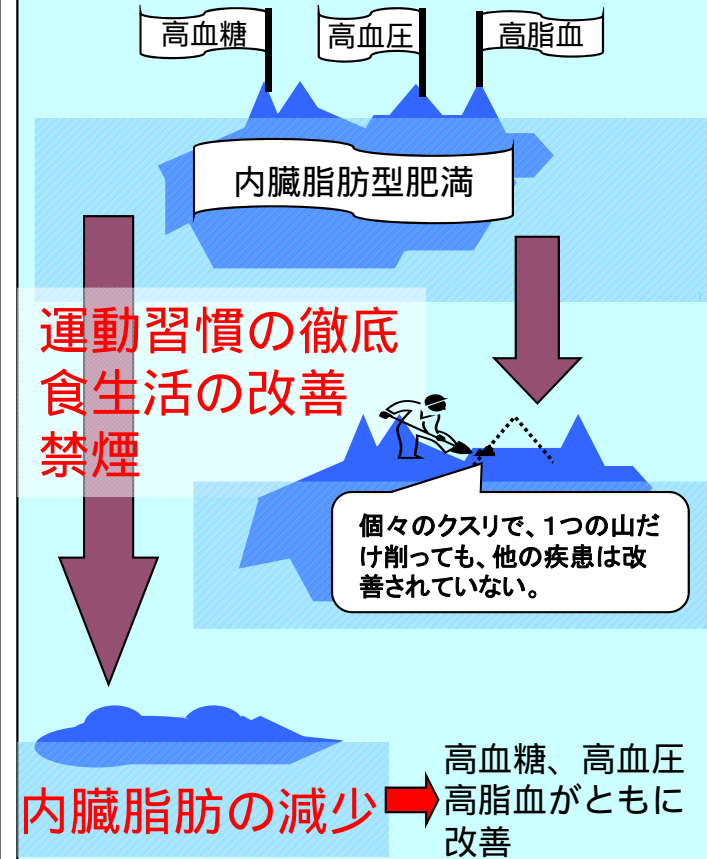 高血糖
高血圧
高脂血
内臓脂肪型肥満
運動習慣の徹底
食生活の改善
禁煙
個々のクスリで、1つの山だ
け削っても、他の疾患は改
善されていない。
内臓脂肪の減少
高血糖、高血圧
高脂血がともに
改善